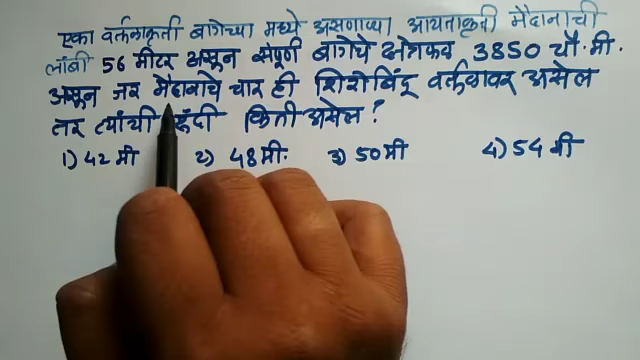 एका वर्तुळाकृती बागेच्या मध्ये असणाऱ्या आयताकृती मैदानाची
लांबी 56 मीटर असून संपूर्ण बागेचे क्षेत्रफळ 3850 चौ. मी.
असून जर मैदानाचे चार ही शिरोबिंदू वर्तुळावर असेल
तर त्यांची रुंदी किती असेल ?
1) 42 मी 2) 48 मी. 3) 50 मी 4) 54 मी